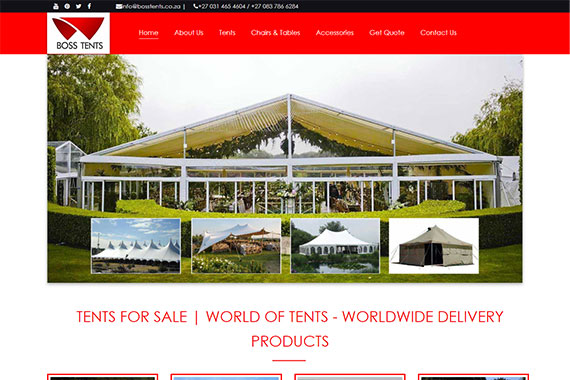 info@bosstents.co.za | +27 031 465 4604 / +27 083 786 6284
BOSS TENTS
Home About Us Tents Chairs & Tables Accessories Get Quote Contact Us
TENTS FOR SALE | WORLD OF TENTS - WORLDWIDE DELIVERY
PRODUCTS